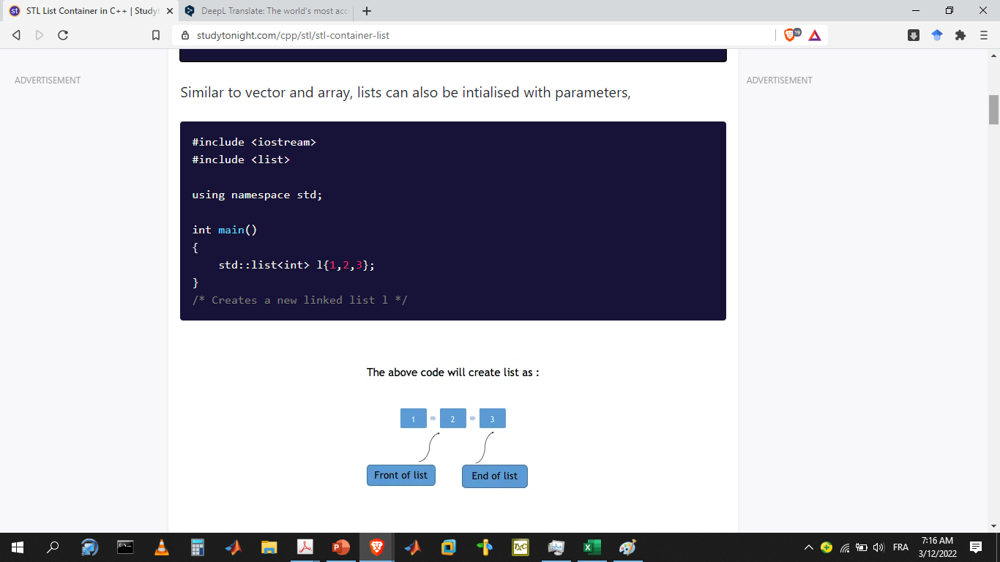 STL List Container in C++ | Studyt
DeepL Translate: The world's most acc
studytonight.com/cpp/stl/stl-container-list
19
ADVERTISEMENT
ADVERTISEMENT
Similar to vector and array, lists can also be intialised with parameters,
#include <iostream>
#include <list>
using namespace std;
int main()
{
std::list<int> l{1,2,3};
}
/* Creates a new linked list l */
The above code will create list as :
1 2 3
Front of list End of list
FRA
7:16 AM
3/12/2022